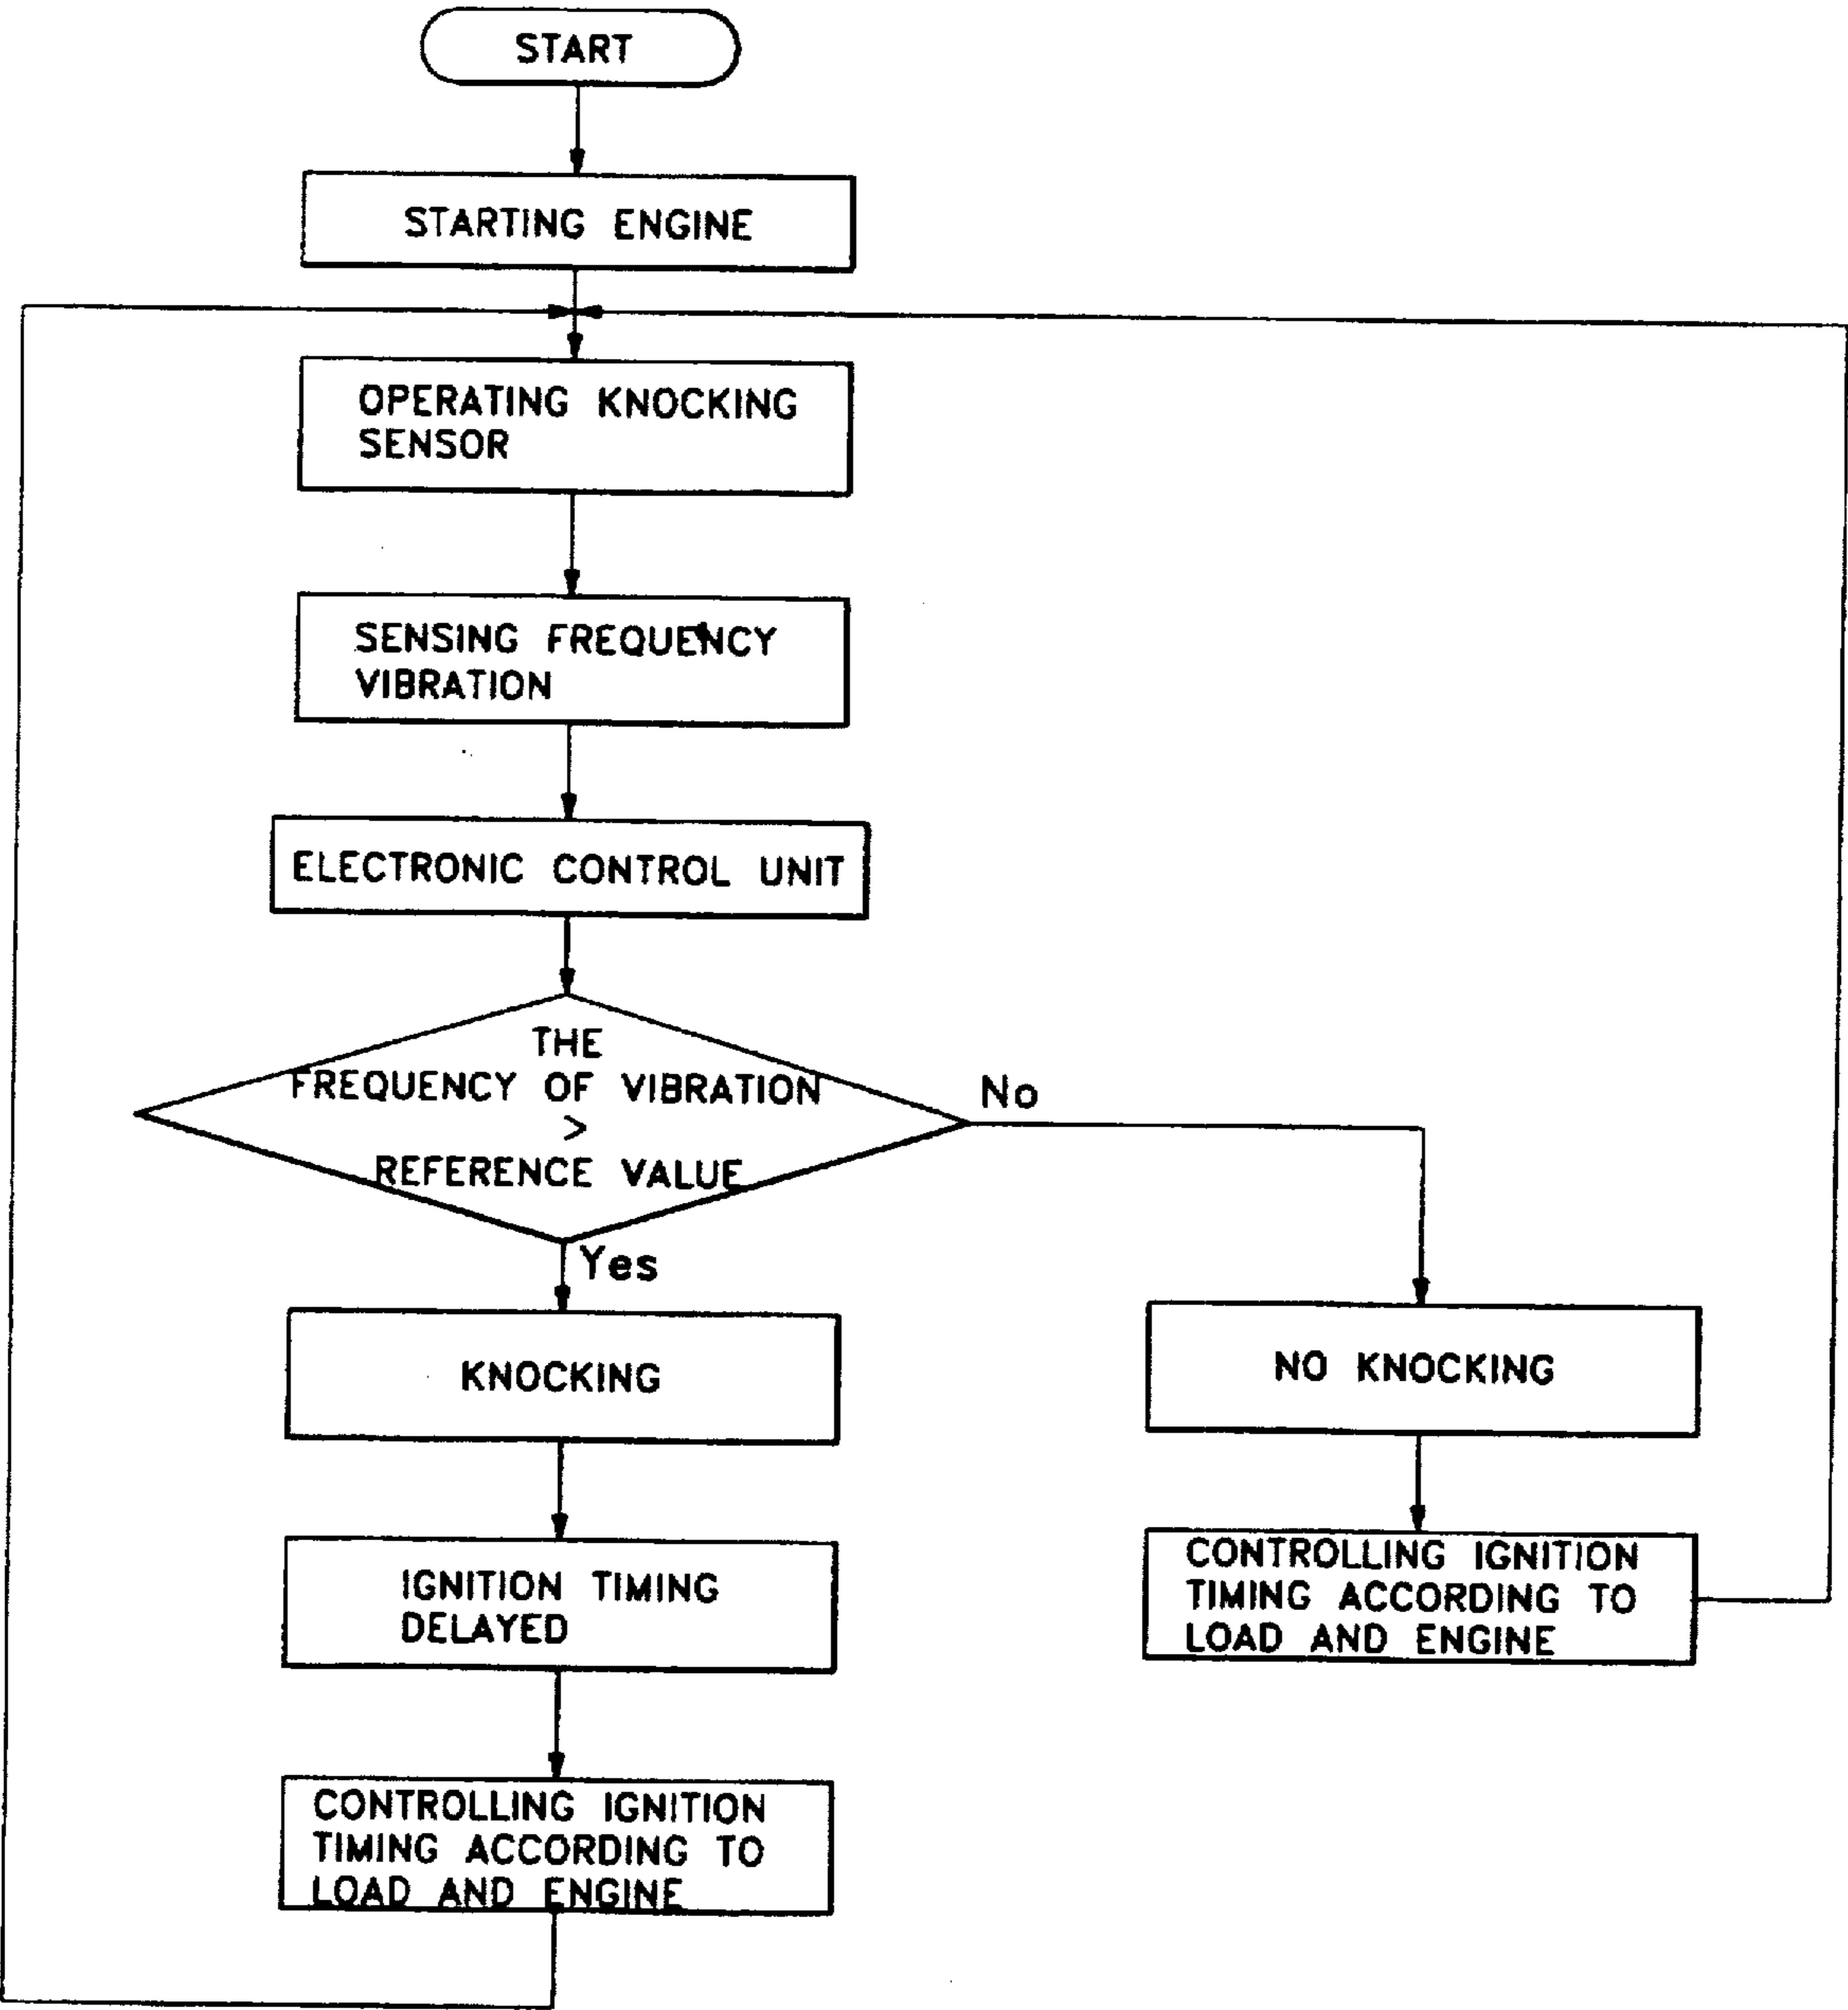 START
STARTING ENGINE
OPERATING KNOCKING
SENSOR
SENSING FREQUENCY
VIBRATION
ELECTRONIC CONTROL UNIT
THE
FREQUENCY OF VIBRATION
>
REFERENCE VALUE
No
Yes
KNOCKING
NO KNOCKING
IGNITION TIMING
DELAYED
CONTROLLING IGNITION
TIMING ACCORDING TO
LOAD AND ENGINE
CONTROLLING IGNITION
TIMING ACCORDING TO
LOAD AND ENGINE